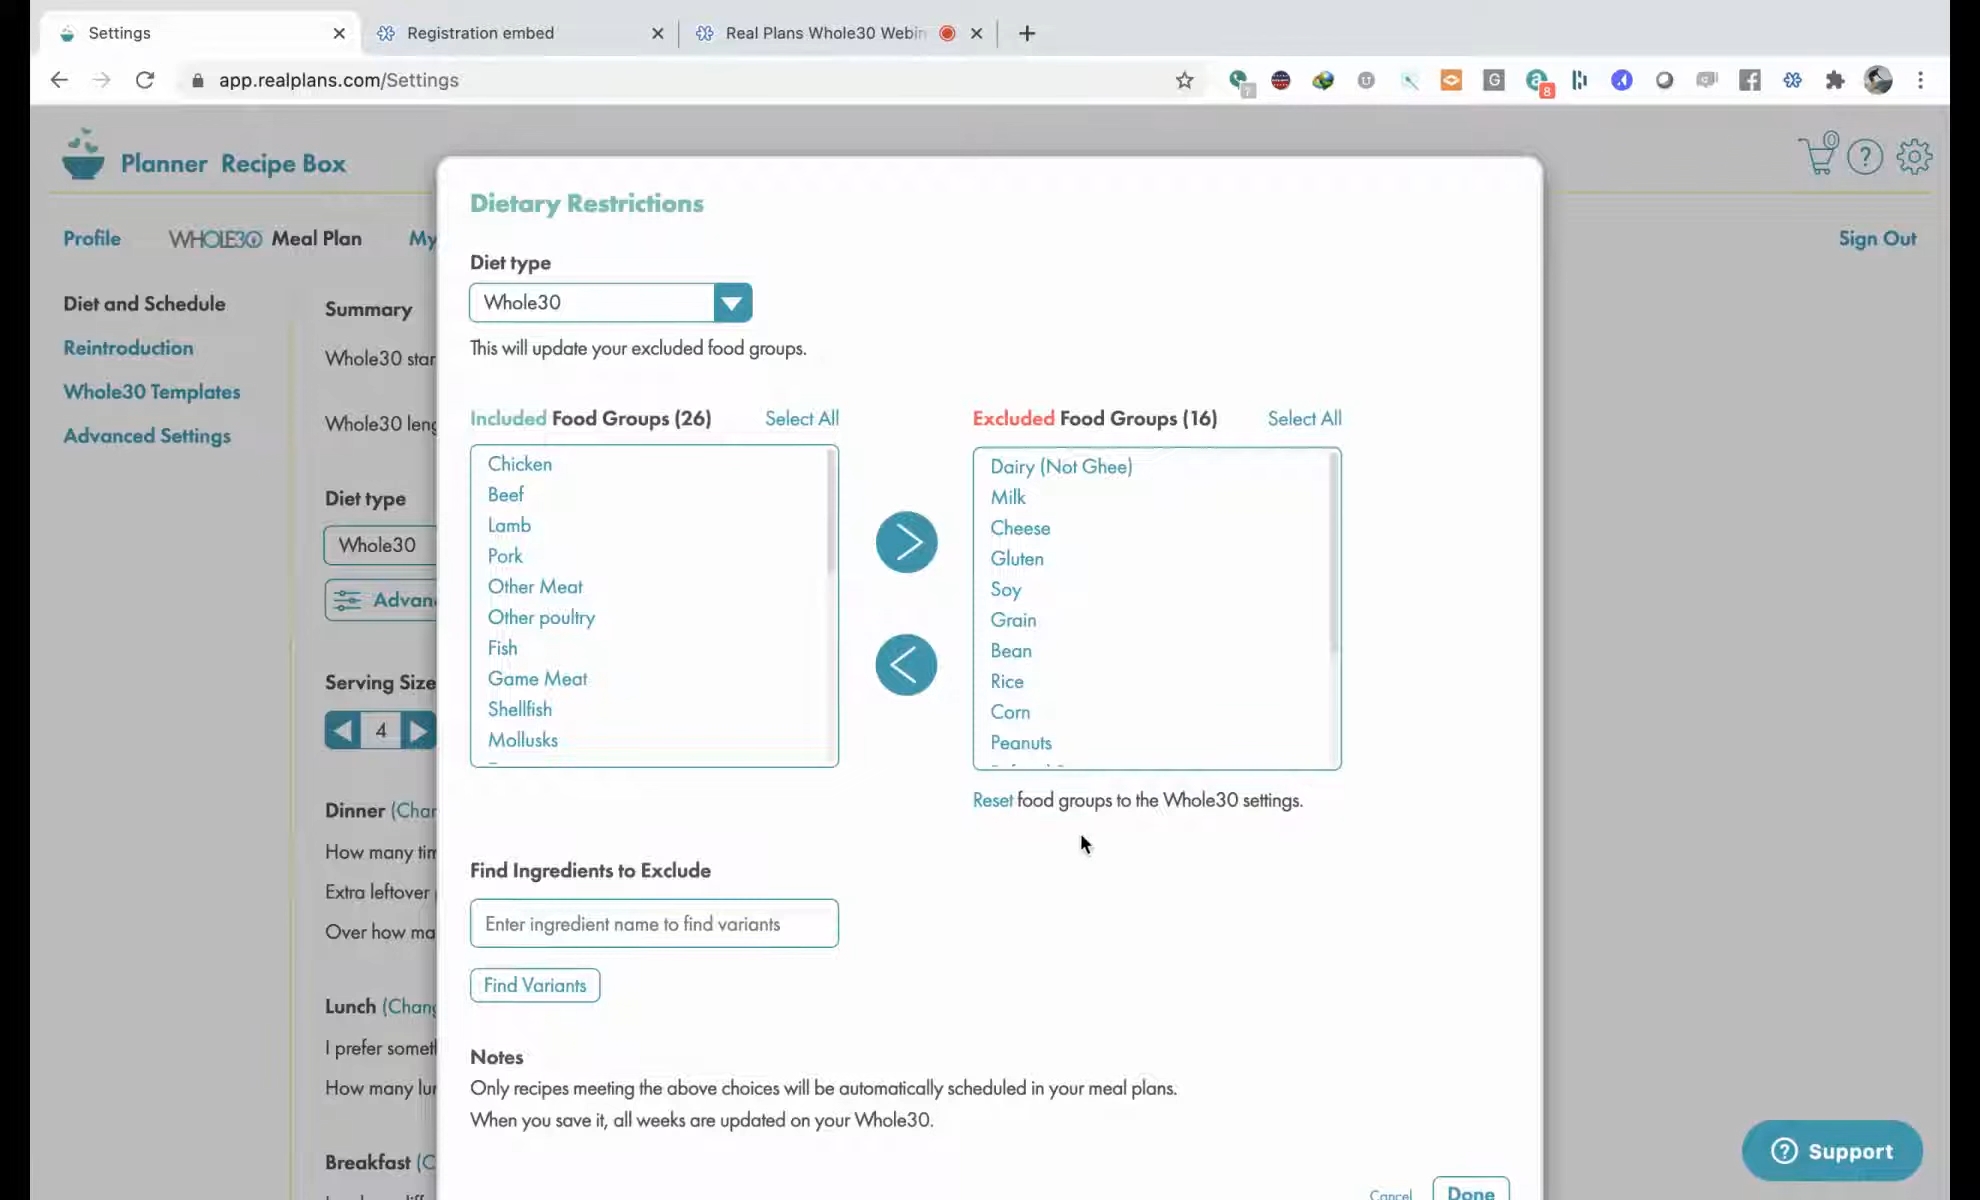 Settings
Registration embed
Real Plans Whole30 Webin
app.realplans.com/Settings
7
8
Planner Recipe Box
0
Profile WHOLE30 Meal Plan My
Sign Out
Diet and Schedule
Reintroduction
Whole30 Templates
Advanced Settings
Summary
Whole30 star
Whole30 leng
Diet type
Whole30
Advan
Serving Size
4
Dinner (Char
How many tim
Extra leftover
Over how ma
Lunch (Chang
I prefer somet
How many lu
Breakfast (C
Dietary Restrictions
Diet type
Whole30
This will update your excluded food groups.
Included Food Groups (26) Select All
Chicken
Beef
Lamb
Pork
Other Meat
Other poultry
Fish
Game Meat
Shellfish
Mollusks
Excluded Food Groups (16) Select All
Dairy (Not Ghee)
Milk
Cheese
Gluten
Soy
Grain
Bean
Rice
Corn
Peanuts
Reset food groups to the Whole30 settings.
Find Ingredients to Exclude
Enter ingredient name to find variants
Find Variants
Notes
Only recipes meeting the above choices will be automatically scheduled in your meal plans.
When you save it, all weeks are updated on your Whole30.
Cancel Done
Support